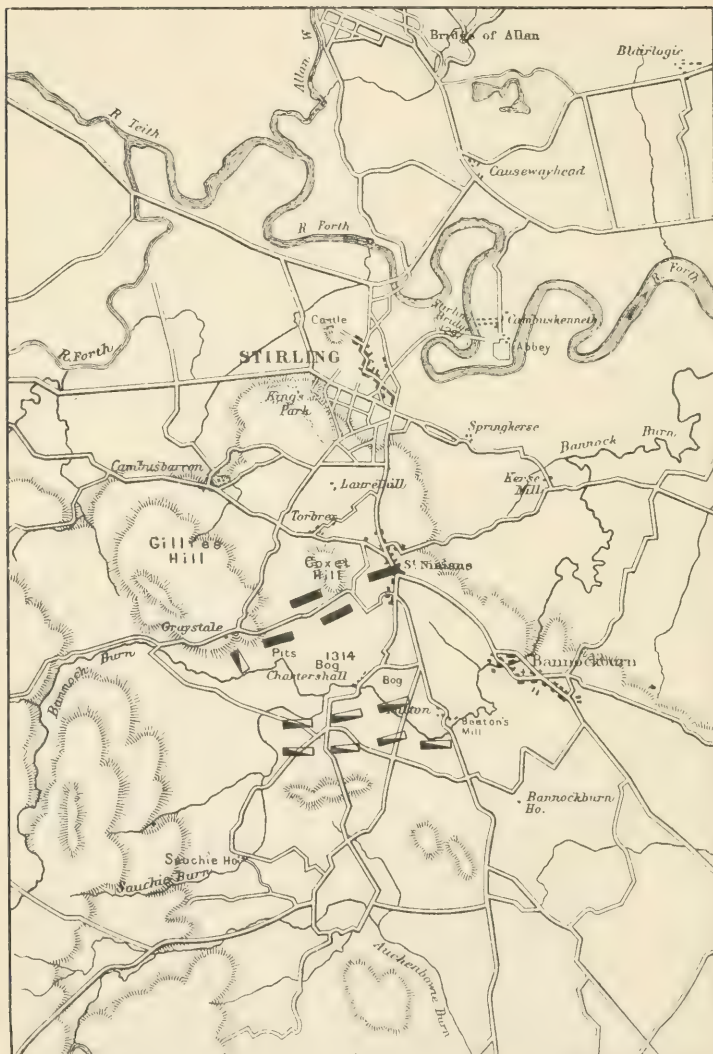 Bridge of Allan
Allan
Blairlogie
R Teith
Causewayhead
R Forth
R. Forth
Stirling
Bridge
1297
Cambuskenneth
Abbey
Castle
STIRLING
R. Forth
King's
Park
Springkerse
Bannock Burn
Cambusbarron
Kerse
Mill
Torbrex
Gillies
Hill
Coxet
Hill
St Ninians
Graystale
Pits
1314
Bog
Chartershall
Bog
Bannockburn
Bannock Burn
Beaton's
Mill
Bannockburn
Ho.
Sauchie Ho.
Sauchie Burn
Auchenbowie Burn